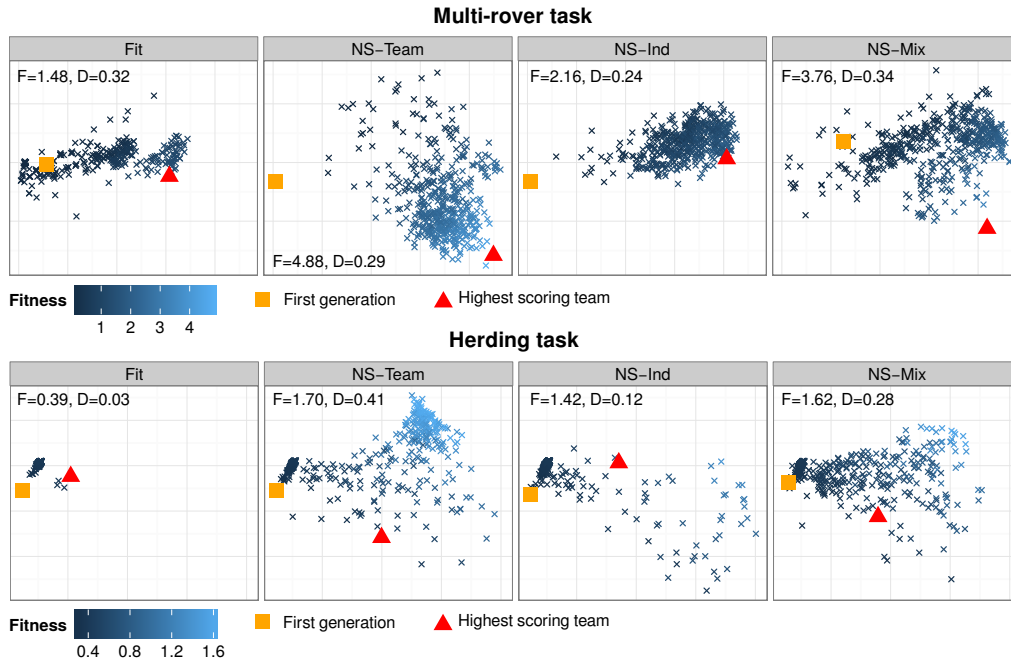 Multi-rover task
Fit NS-Team NS-Ind NS-Mix
F=1.48, D=0.32 F=2.16, D=0.24 F=3.76, D=0.34
F=4.88, D=0.29
Fitness 1 2 3 4 First generation Highest scoring team
Herding task
Fit NS-Team NS-Ind NS-Mix
F=0.39, D=0.03 F=1.70, D=0.41 F=1.42, D=0.12 F=1.62, D=0.28
Fitness 0.4 0.8 1.2 1.6 First generation Highest scoring team